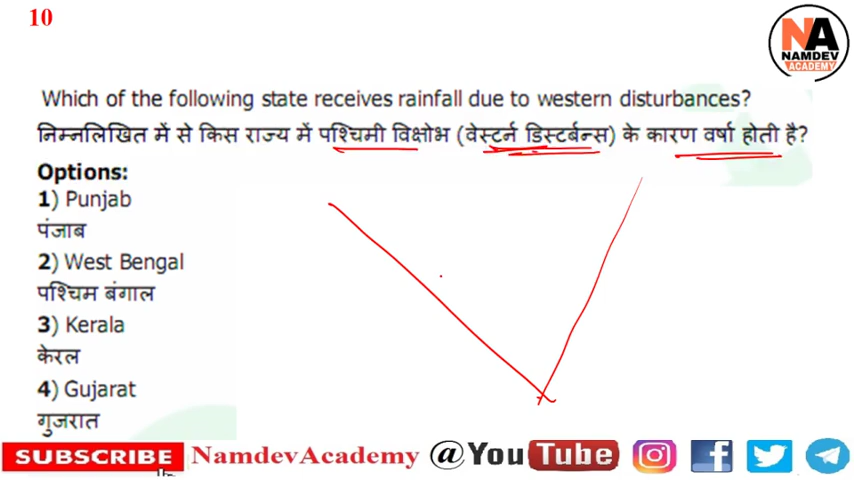 10
NA
NAMDEV
ACADEMY
Which of the following state receives rainfall due to western disturbances?
निम्नलिखित में से किस राज्य में पश्चिमी विक्षोभ (वेस्टर्न डिस्टर्बन्स) के कारण वर्षा होती है?
Options:
1) Punjab
पंजाब
2) West Bengal
पश्चिम बंगाल
3) Kerala
केरल
4) Gujarat
गुजरात
SUBSCRIBE NamdevAcademy @YouTube